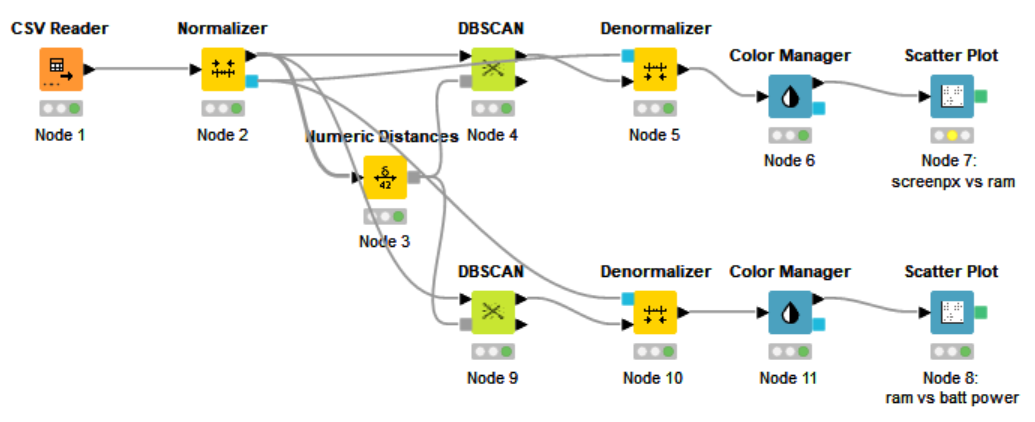 CSV Reader
Node 1
Normalizer
Node 2
Numeric Distances
δ
42
Node 3
DBSCAN
Node 4
Denormalizer
Node 5
Color Manager
Node 6
Scatter Plot
Node 7:
screenpx vs ram
DBSCAN
Node 9
Denormalizer
Node 10
Color Manager
Node 11
Scatter Plot
Node 8:
ram vs batt power